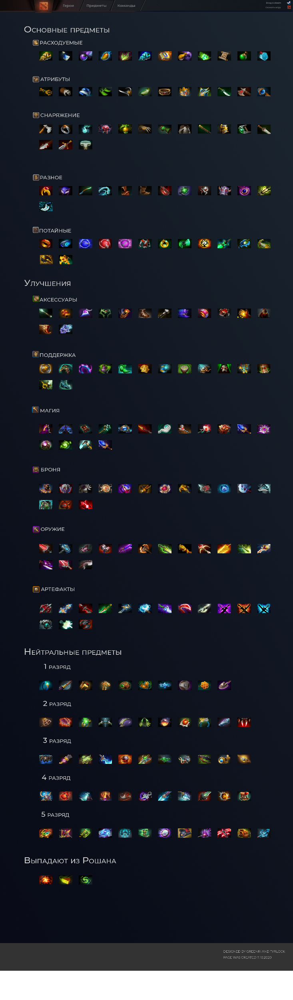 Герои
Предметы
Команды
Вход в steam
Скачать игру
Основные предметы
РАСХОДУЕМЫЕ
АТРИБУТЫ
СНАРЯЖЕНИЕ
РАЗНОЕ
ПОТАЙНЫЕ
Улучшения
АКСЕССУАРЫ
ПОДДЕРЖКА
МАГИЯ
БРОНЯ
ОРУЖИЕ
АРТЕФАКТЫ
Нейтральные предметы
1 разряд
2 разряд
3 разряд
4 разряд
5 разряд
Выпадают из Рошана
DESIGNED BY GREENRI AND TYRLOCK
PAGE WAS CREATED 11.10.2020